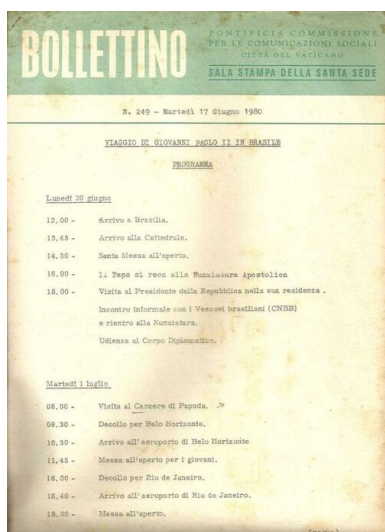 BOLLETTINO
PONTIFICIA COMMISSIONE
PER LE COMUNICAZIONI SOCIALI
CITTÀ DEL VATICANO
SALA STAMPA DELLA SANTA SEDE
N. 249 - Martedì 17 Giugno 1980
VIAGGIO DI GIOVANNI PAOLO II IN BRASILE
PROGRAMMA
Lunedì 30 giugno
12,00 - Arrivo a Brasilia.
13,45 - Arrivo alla Cattedrale.
14,30 - Santa Messa all'aperto.
Il Papa si reca alla Nunziatura Apostolica
18,00 - Visita al Presidente della Repubblica nella sua residenza .
Incontro informale con i Vescovi brasiliani (CNBB)
e rientro alla Nunziatura.
Udienza al Corpo Diplomatico.
Martedì 1 luglio
08,00 - Visita al Carcere di Papuda.
09,30 - Decollo per Belo Horizonte.
10,30 - Arrivo all'aeroporto di Belo Horizonte
11,45 - Messa all'aperto per i giovani.
16,00 - Decollo per Rio de Janeiro.
16,40 - Arrivo all'aeroporto di Rio de Janeiro.
18,00 - Messa all'aperto.